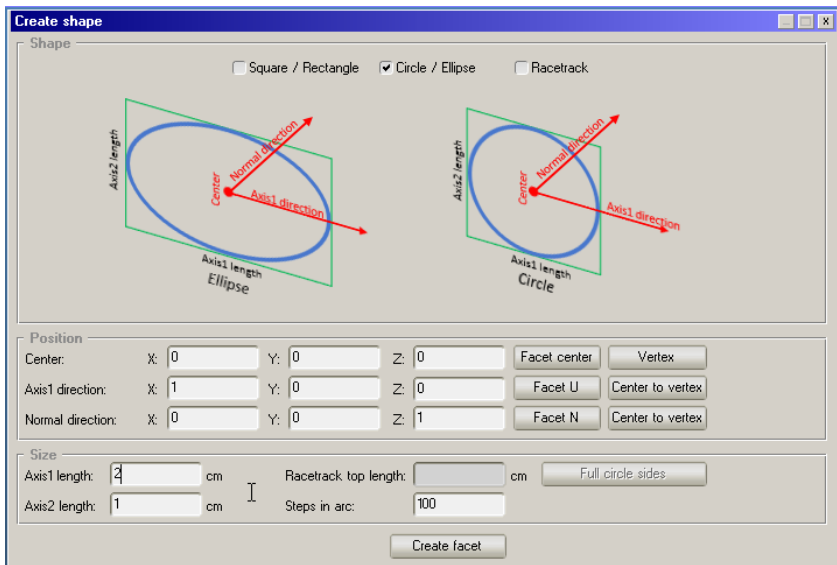 Create shape
Shape
Square / Rectangle Circle / Ellipse Racetrack
Axis2 length
Center
Normal direction
Axis1 direction
Axis1 length
Ellipse
Axis2 length
Center
Normal direction
Axis1 direction
Axis1 length
Circle
Position
Center: X: 0 Y: 0 Z: 0 Facet center Vertex
Axis1 direction: X: 1 Y: 0 Z: 0 Facet U Center to vertex
Normal direction: X: 0 Y: 0 Z: 1 Facet N Center to vertex
Size
Axis1 length: 2 cm Racetrack top length: cm Full circle sides
Axis2 length: 1 cm Steps in arc: 100
Create facet